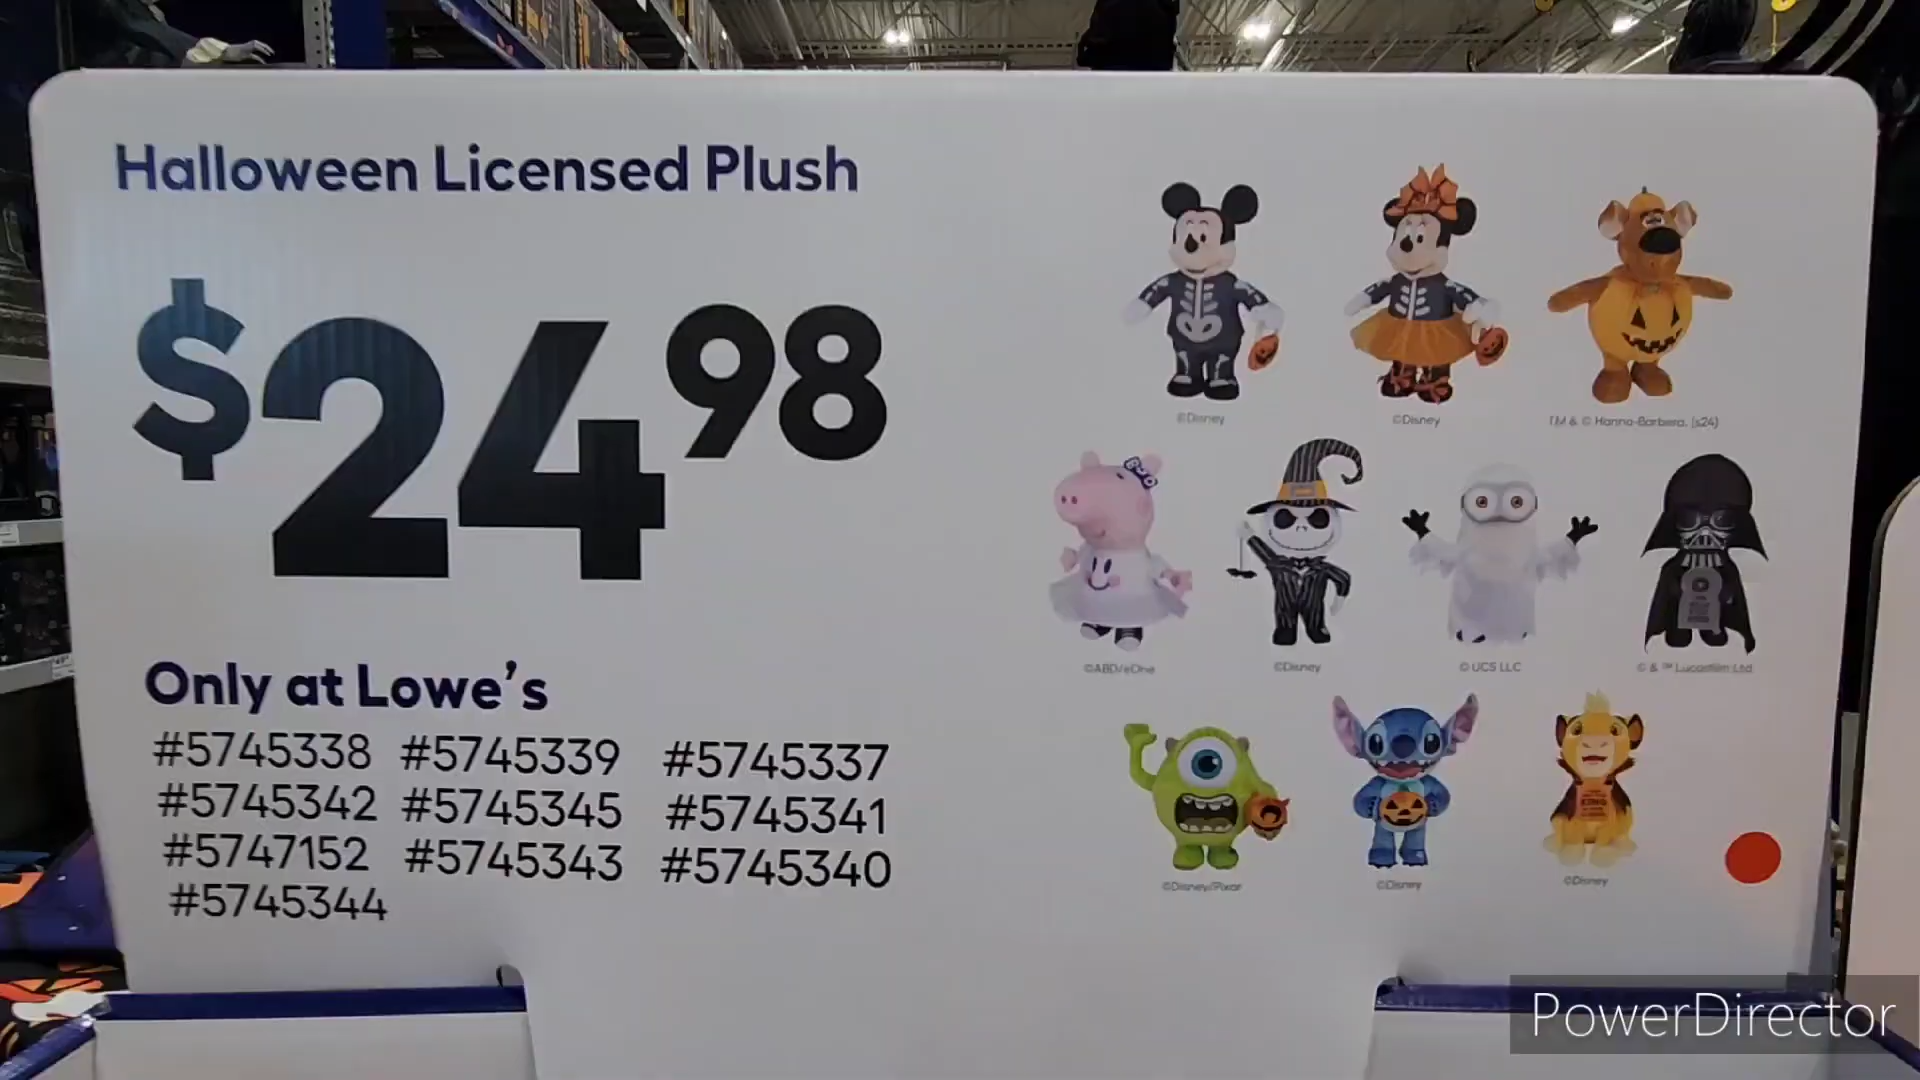 Halloween Licensed Plush
$24 98
Only at Lowe's
#5745338 #5745339 #5745337
#5745342 #5745345 #5745341
#5747152 #5745343 #5745340
#5745344
©Disney ©Disney TM & © Hanna-Barbera. (s24)
©ABD/eOne ©Disney © UCS LLC © & ™ Lucasfilm Ltd.
©Disney/Pixar ©Disney ©Disney
KING
PowerDirector